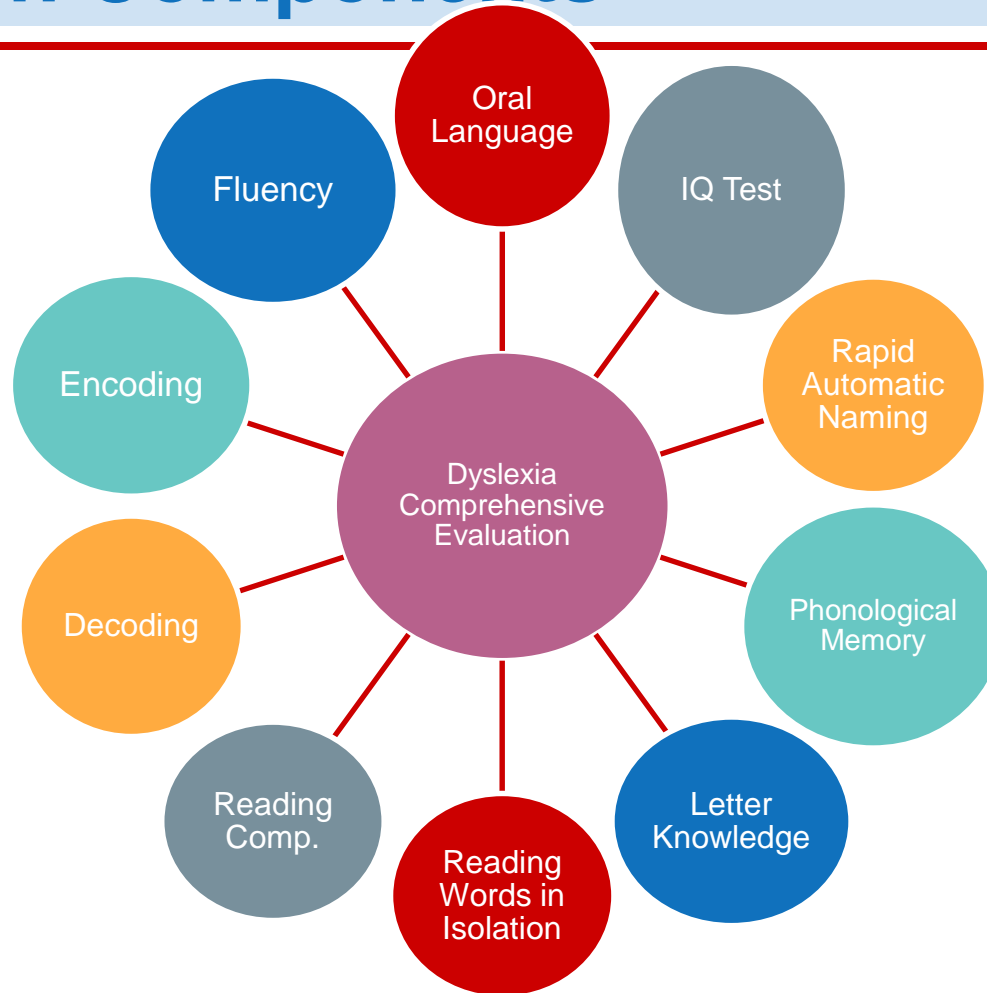 Components
Oral
Language
IQ Test
Rapid
Automatic
Naming
Phonological
Memory
Letter
Knowledge
Reading
Words in
Isolation
Reading
Comp.
Decoding
Encoding
Fluency
Dyslexia
Comprehensive
Evaluation